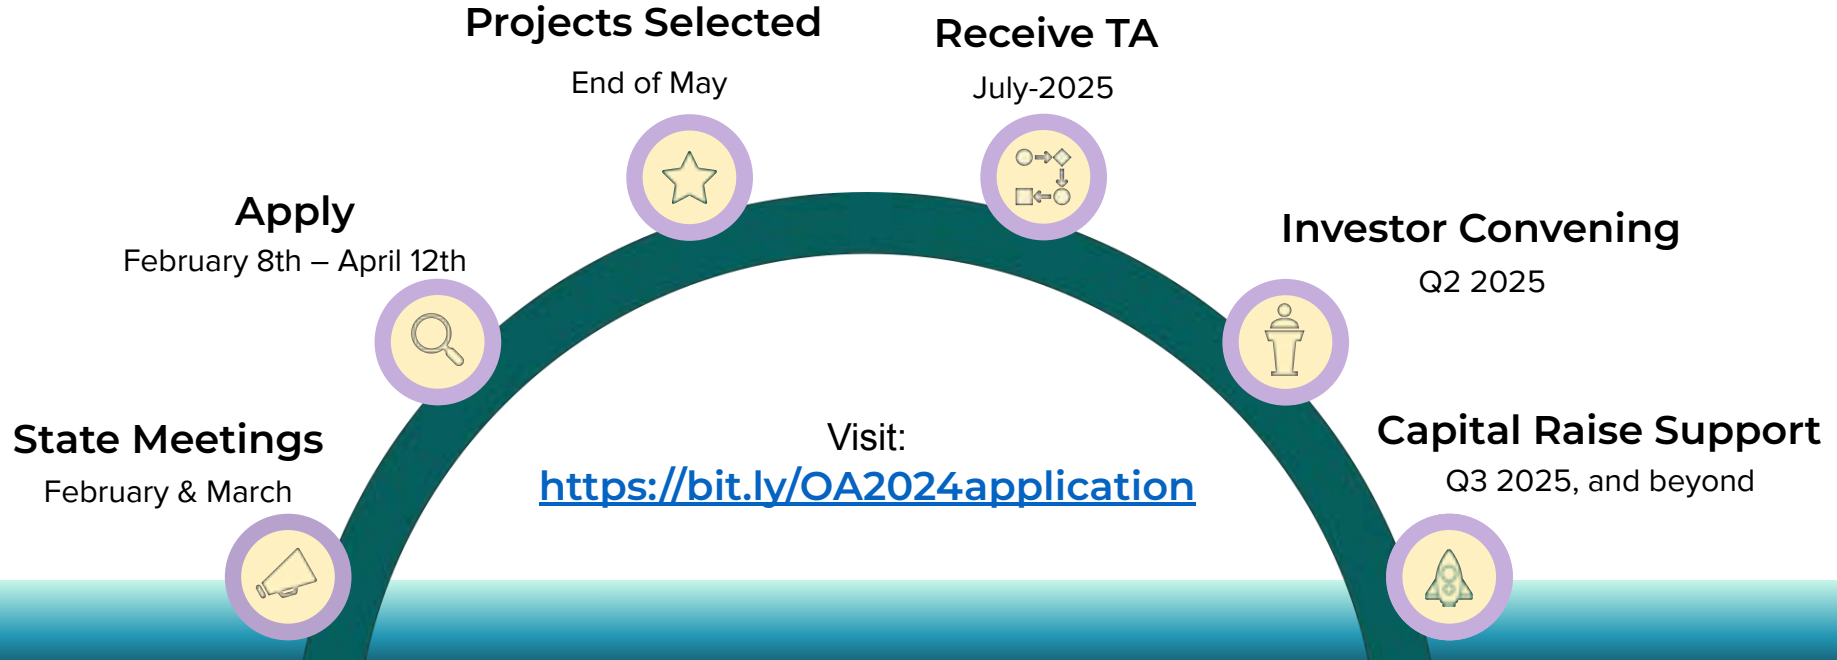 State Meetings
February & March
Apply
February 8th – April 12th
Projects Selected
End of May
Receive TA
July-2025
Investor Convening
Q2 2025
Capital Raise Support
Q3 2025, and beyond
Visit:
https://bit.ly/OA2024application